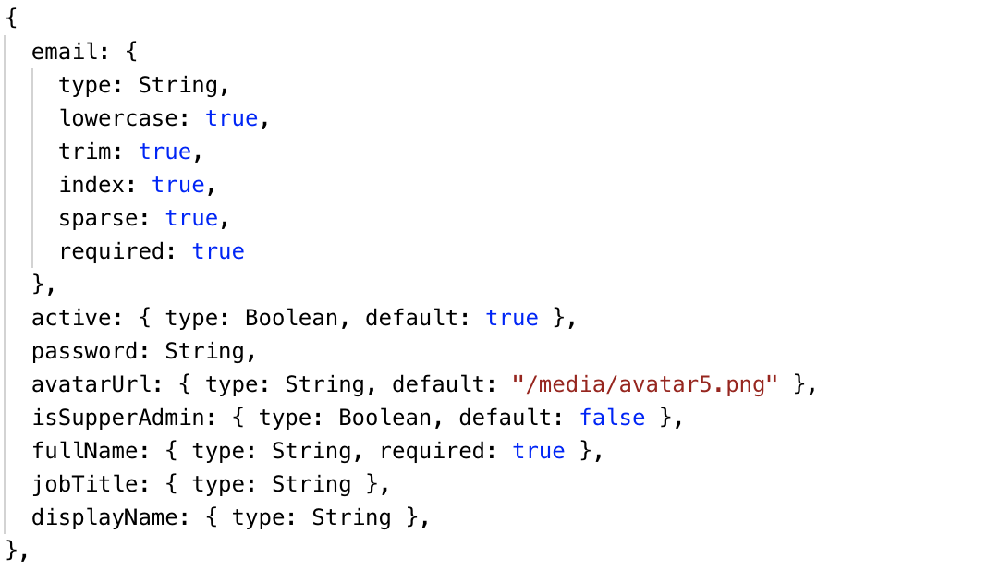 {
  email: {
    type: String,
    lowercase: true,
    trim: true,
    index: true,
    sparse: true,
    required: true
  },
  active: { type: Boolean, default: true },
  password: String,
  avatarUrl: { type: String, default: "/media/avatar5.png" },
  isSupperAdmin: { type: Boolean, default: false },
  fullName: { type: String, required: true },
  jobTitle: { type: String },
  displayName: { type: String },
},